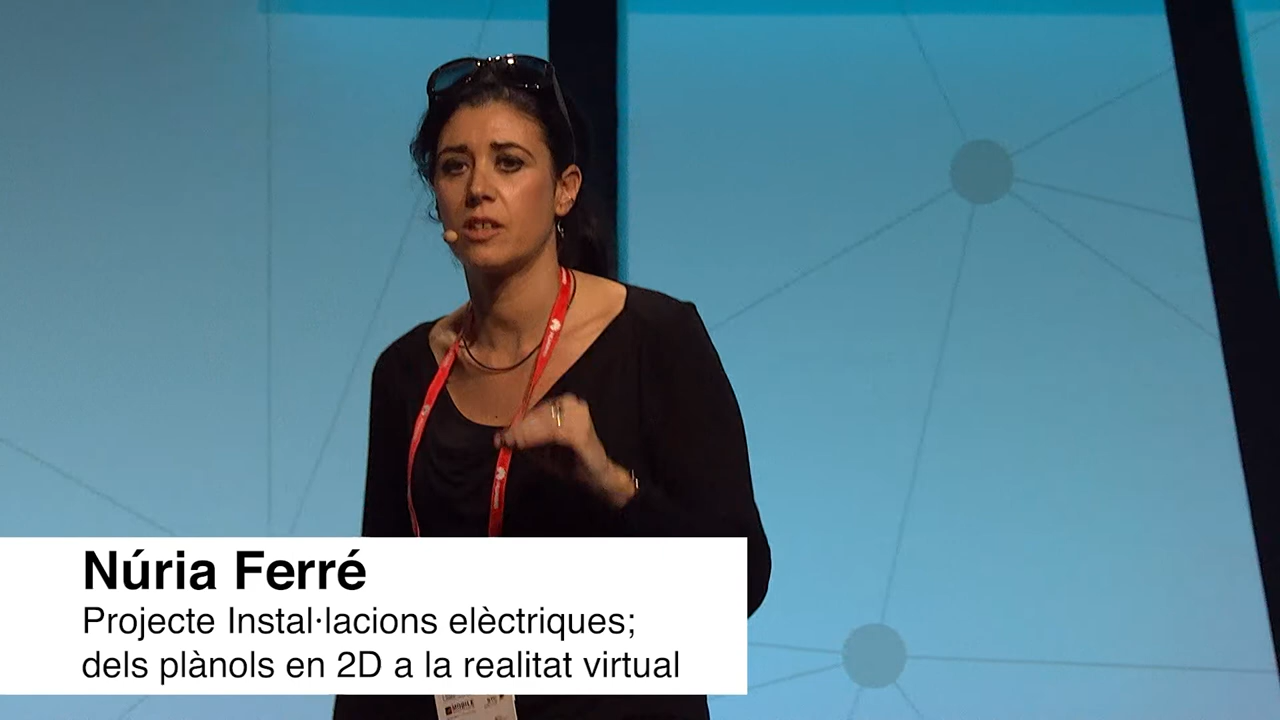 Núria Ferré
Projecte Instal·lacions elèctriques;
dels plànols en 2D a la realitat virtual